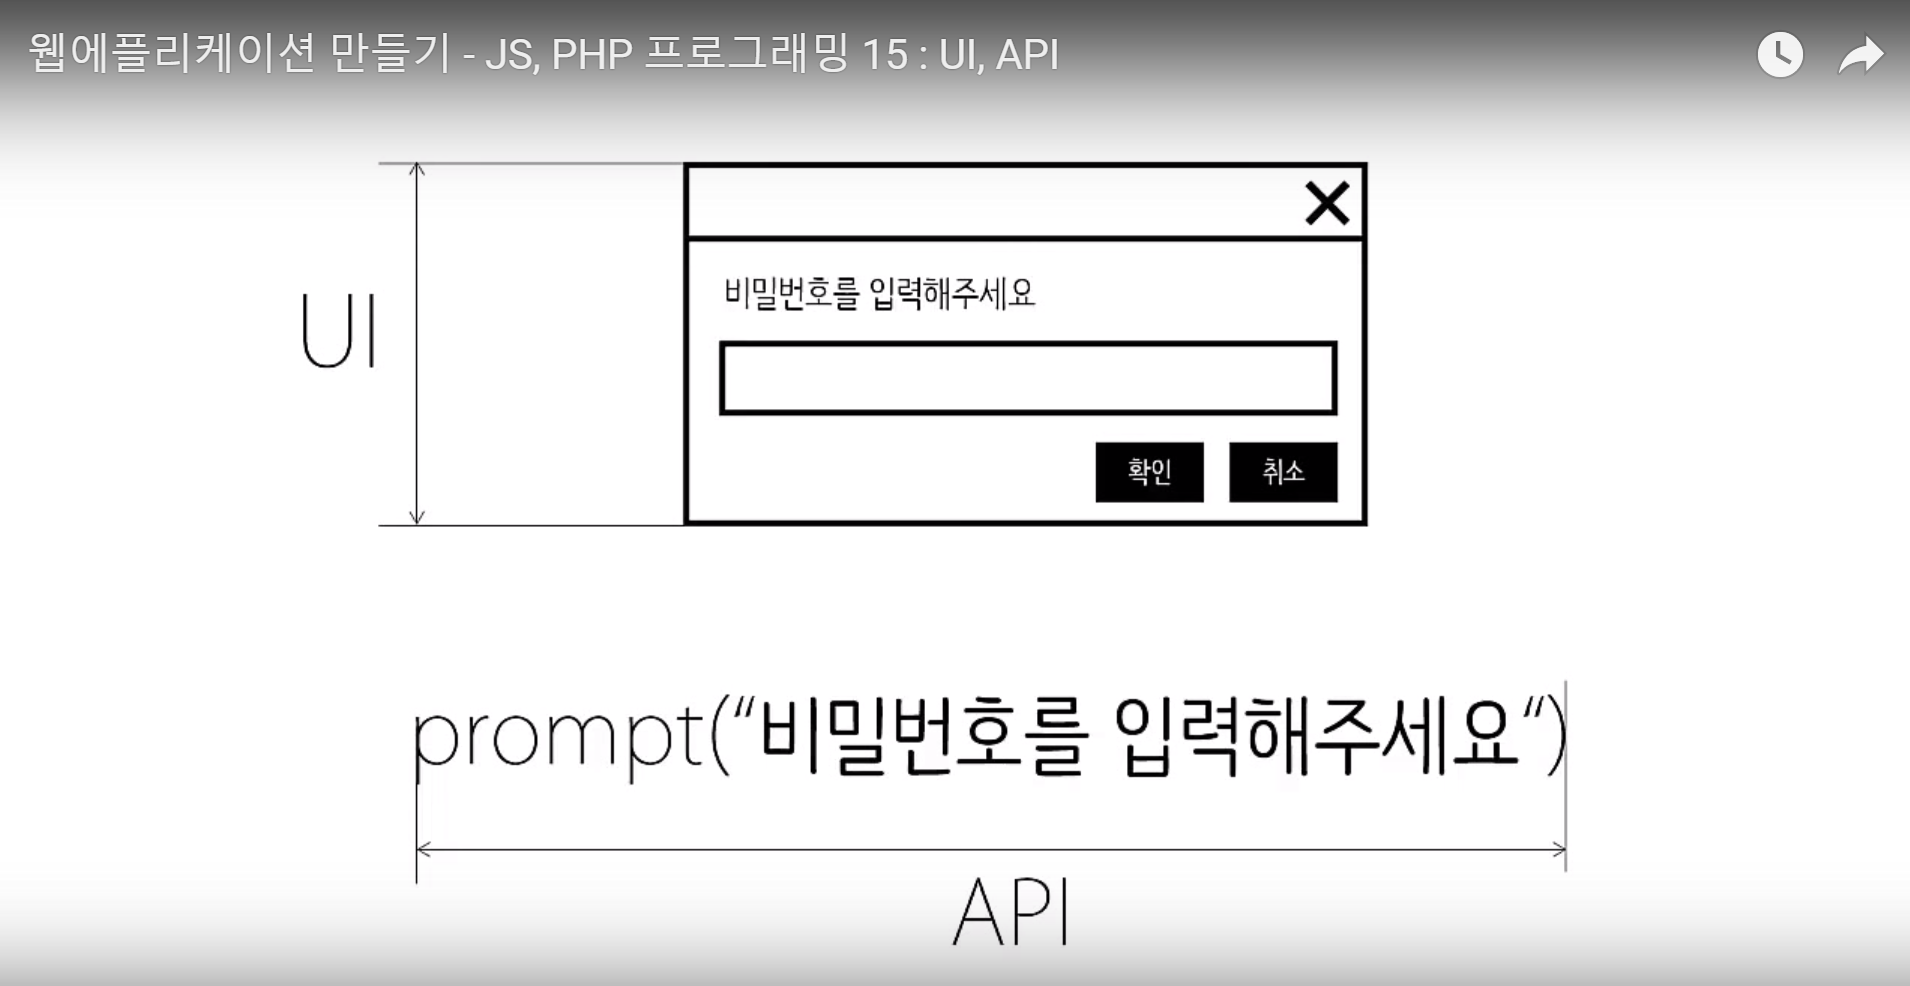 웹에플리케이션 만들기 - JS, PHP 프로그래밍 15 : UI, API
UI
비밀번호를 입력해주세요
확인 취소
prompt(“비밀번호를 입력해주세요“)
API